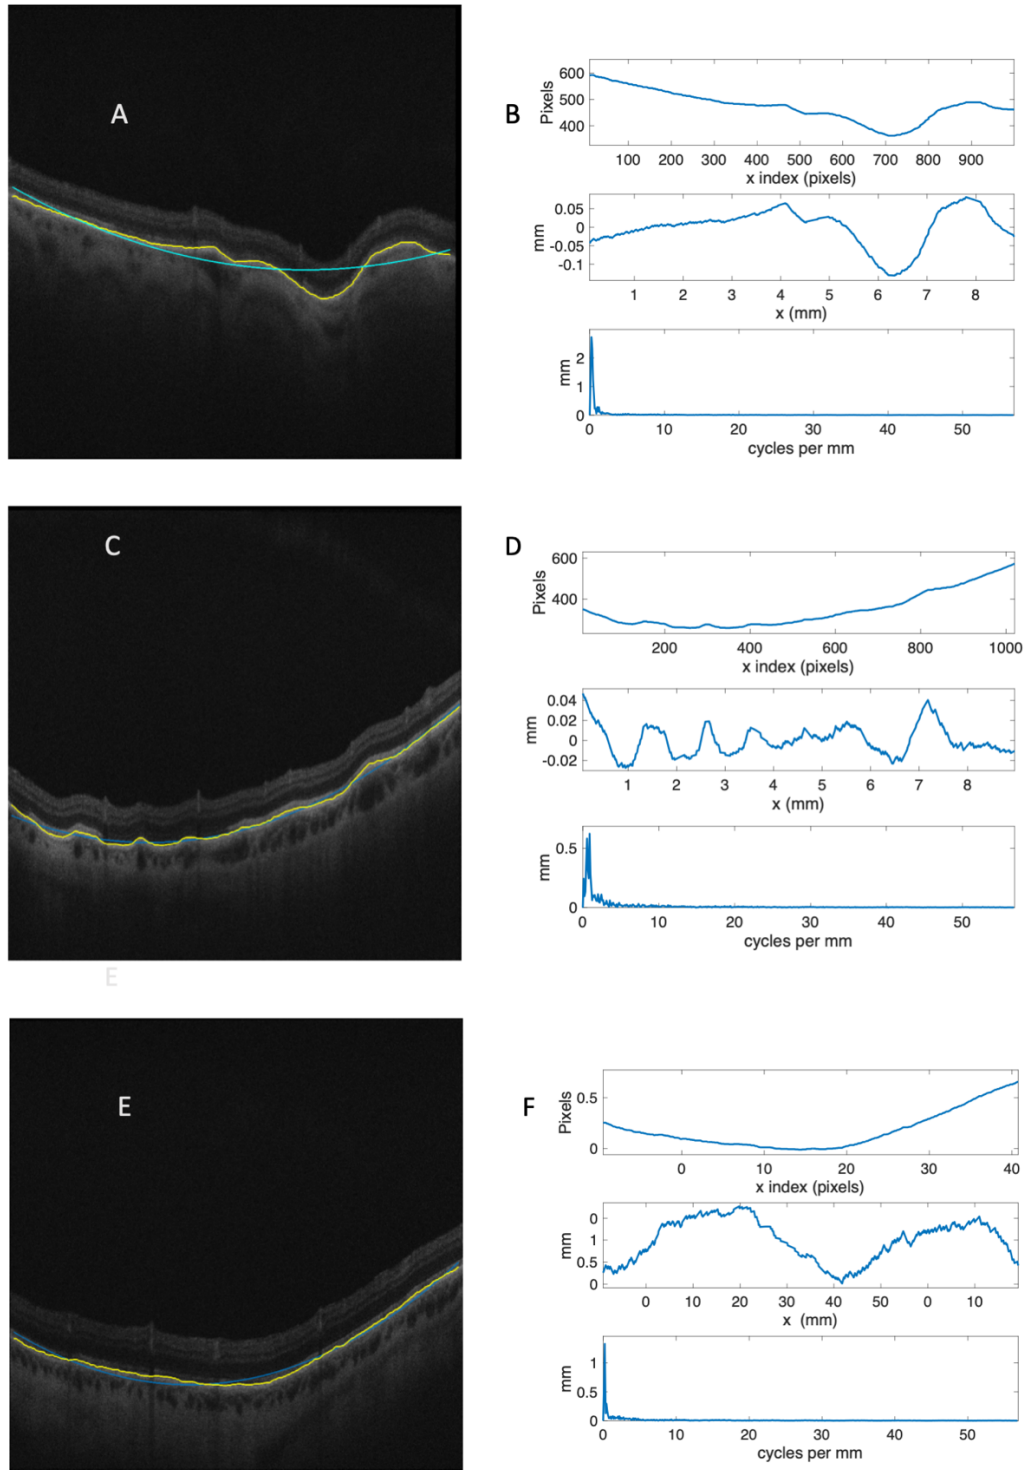 A
B
600
500
400
Pixels
100 200 300 400 500 600 700 800 900
x index (pixels)
0.05
0
-0.05
-0.1
mm
1 2 3 4 5 6 7 8
x (mm)
2
1
0
mm
0 10 20 30 40 50
cycles per mm
C
D
600
400
Pixels
200 400 600 800 1000
x index (pixels)
0.04
0.02
0
-0.02
mm
1 2 3 4 5 6 7 8
x (mm)
0.5
0
mm
0 10 20 30 40 50
cycles per mm
E
E
F
0.5
0
Pixels
0 10 20 30 40
x index (pixels)
0
1
0.5
0
mm
0 10 20 30 40 50 0 10
x (mm)
1
0.5
0
mm
0 10 20 30 40 50
cycles per mm